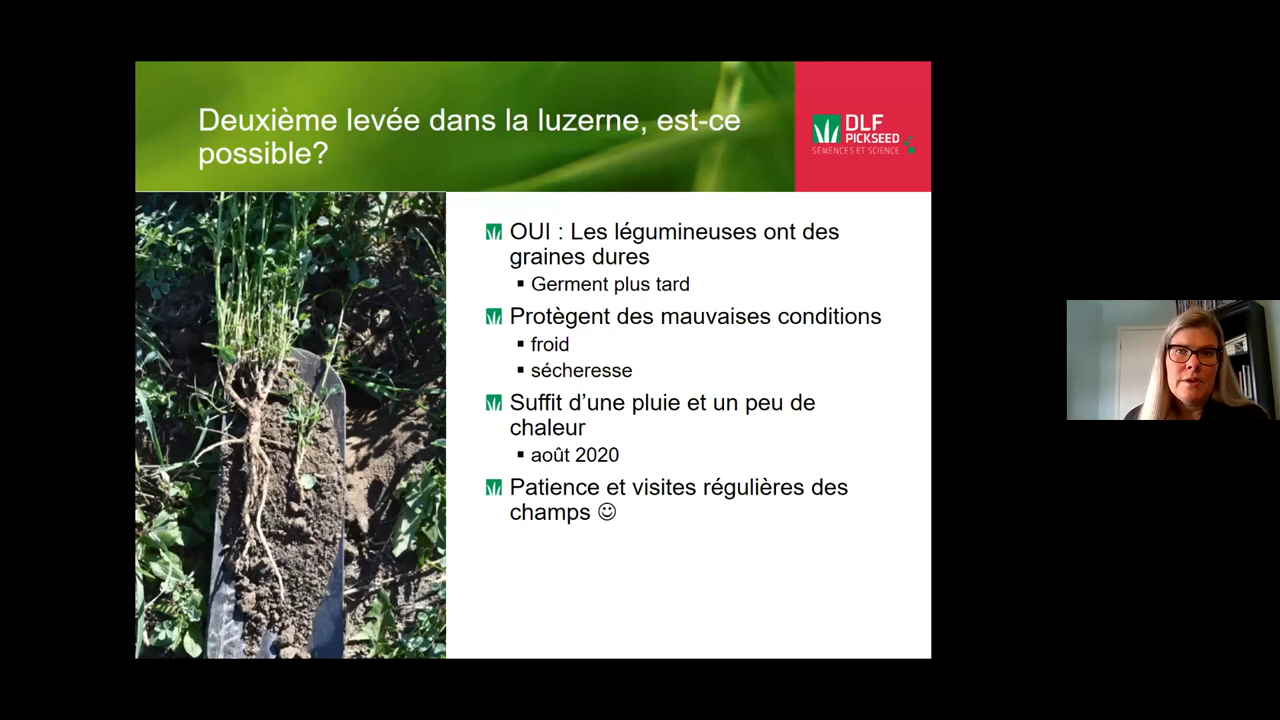 Deuxième levée dans la luzerne, est-ce
possible?
DLF
PICKSEED
SEMENCES ET SCIENCE
OUI : Les légumineuses ont des
graines dures
Germent plus tard
Protègent des mauvaises conditions
froid
sécheresse
Suffit d’une pluie et un peu de
chaleur
août 2020
Patience et visites régulières des
champs ☺